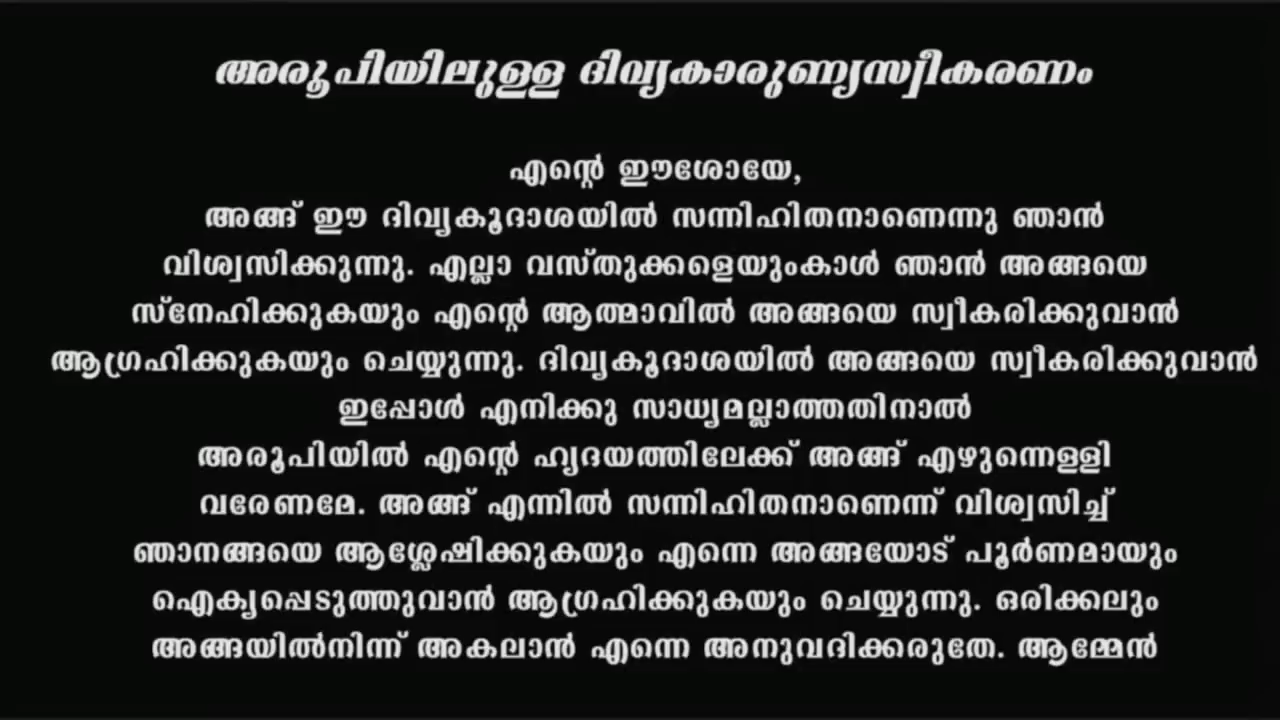 അരൂപിയിലുള്ള ദിവ്യകാരുണ്യസ്വീകരണം
എന്റെ ഈശോയേ,
അങ്ങ് ഈ ദിവ്യകൂദാശയിൽ സന്നിഹിതനാണെന്നു ഞാൻ
വിശ്വസിക്കുന്നു. എല്ലാ വസ്തുക്കളെയുംകാൾ ഞാൻ അങ്ങയെ
സ്നേഹിക്കുകയും എന്റെ ആത്മാവിൽ അങ്ങയെ സ്വീകരിക്കുവാൻ
ആഗ്രഹിക്കുകയും ചെയ്യുന്നു. ദിവ്യകൂദാശയിൽ അങ്ങയെ സ്വീകരിക്കുവാൻ
ഇപ്പോൾ എനിക്കു സാധ്യമല്ലാത്തതിനാൽ
അരൂപിയിൽ എന്റെ ഹൃദയത്തിലേക്ക് അങ്ങ് എഴുന്നെള്ളി
വരേണമേ. അങ്ങ് എന്നിൽ സന്നിഹിതനാണെന്ന് വിശ്വസിച്ച്
ഞാനങ്ങയെ ആശ്ലേഷിക്കുകയും എന്നെ അങ്ങയോട് പൂർണമായും
ഐക്യപ്പെടുത്തുവാൻ ആഗ്രഹിക്കുകയും ചെയ്യുന്നു. ഒരിക്കലും
അങ്ങയിൽനിന്ന് അകലാൻ എന്നെ അനുവദിക്കരുതേ. ആമ്മേൻ